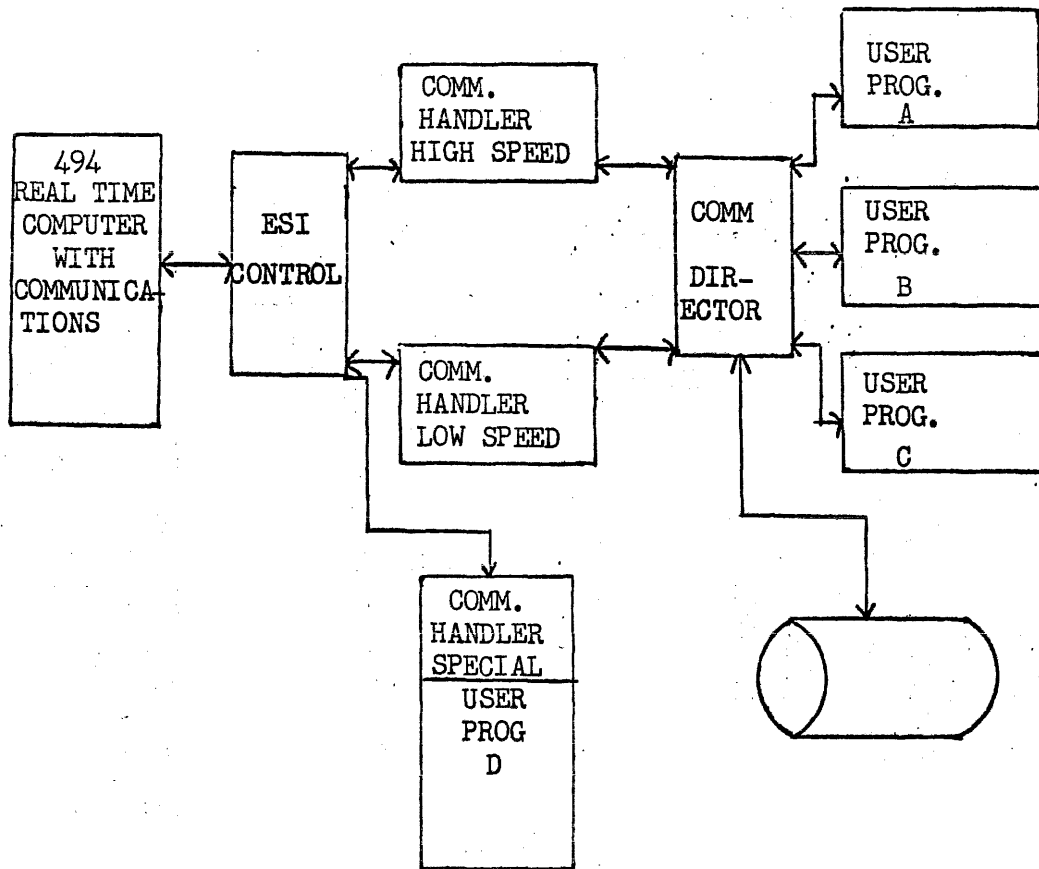 494
REAL TIME
COMPUTER
WITH
COMMUNICA-
TIONS
ESI
CONTROL
COMM.
HANDLER
HIGH SPEED
COMM.
HANDLER
LOW SPEED
COMM.
HANDLER
SPECIAL
USER
PROG
D
COMM
DIR-
ECTOR
USER
PROG.
A
USER
PROG.
B
USER
PROG.
C